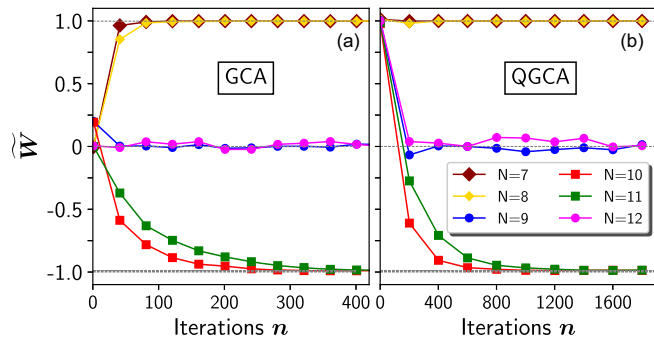 (a)
GCA
(b)
QGCA
W̃
1.0
0.5
0
-0.5
-1.0
N=7
N=8
N=9
N=10
N=11
N=12
0
100
200
300
400
0
400
800
1200
1600
Iterations n
Iterations n